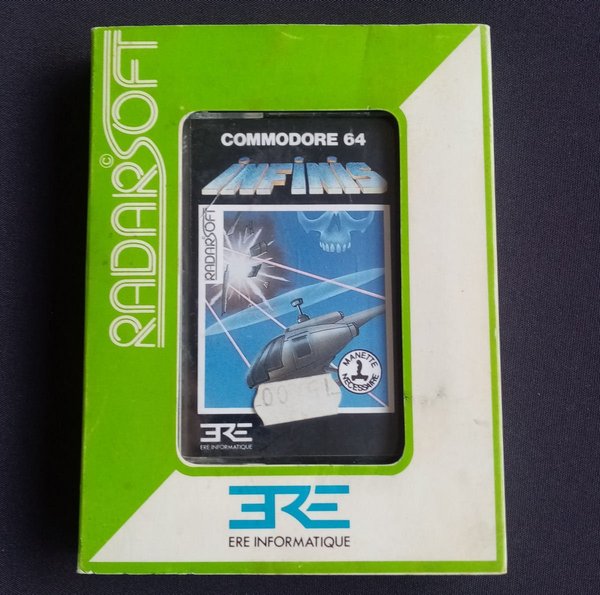 ©
RADARSOFT
COMMODORE 64
INFINIS
RADARSOFT
MANETTE
NECESSAIRE
ERE
ERE INFORMATIQUE
ERE
ERE INFORMATIQUE